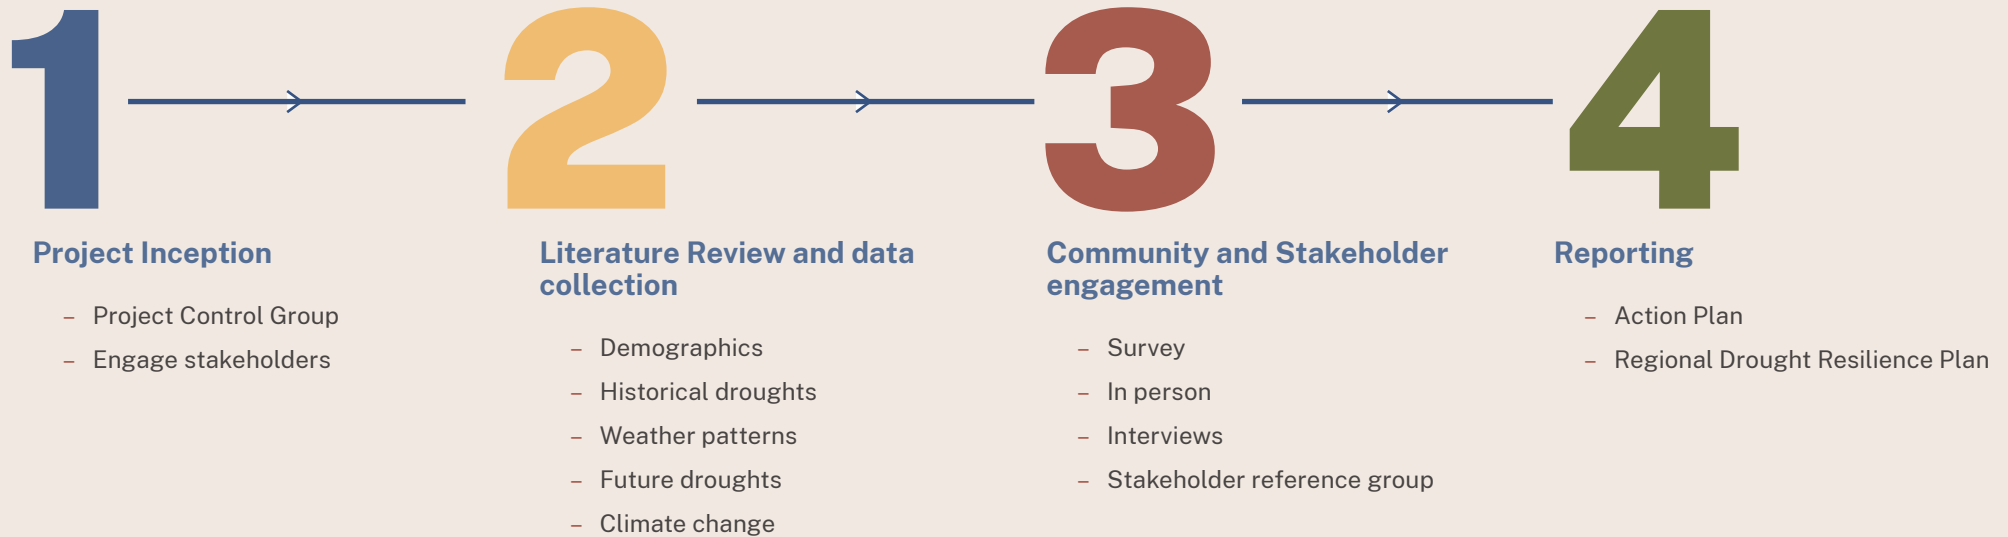 1
2
3
4
Project Inception
– Project Control Group
– Engage stakeholders
Literature Review and data
collection
– Demographics
– Historical droughts
– Weather patterns
– Future droughts
– Climate change
Community and Stakeholder
engagement
– Survey
– In person
– Interviews
– Stakeholder reference group
Reporting
– Action Plan
– Regional Drought Resilience Plan